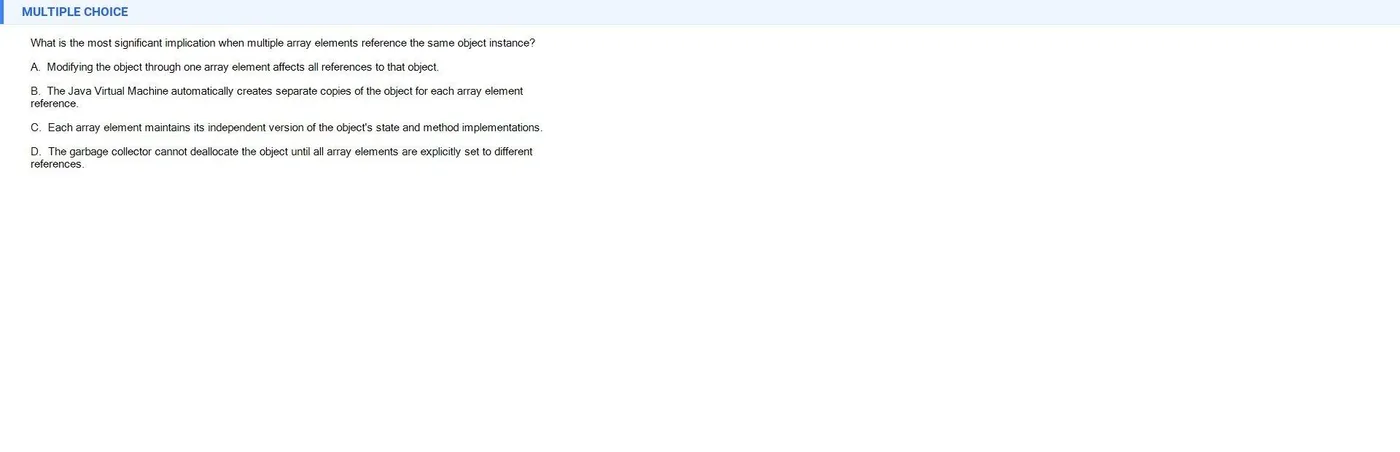 MULTIPLE CHOICE
What is the most significant implication when multiple array elements reference the same object instance?
A. Modifying the object through one array element affects all references to that object.
B. The Java Virtual Machine automatically creates separate copies of the object for each array element
reference.
C. Each array element maintains its independent version of the object's state and method implementations.
D. The garbage collector cannot deallocate the object until all array elements are explicitly set to different
references.